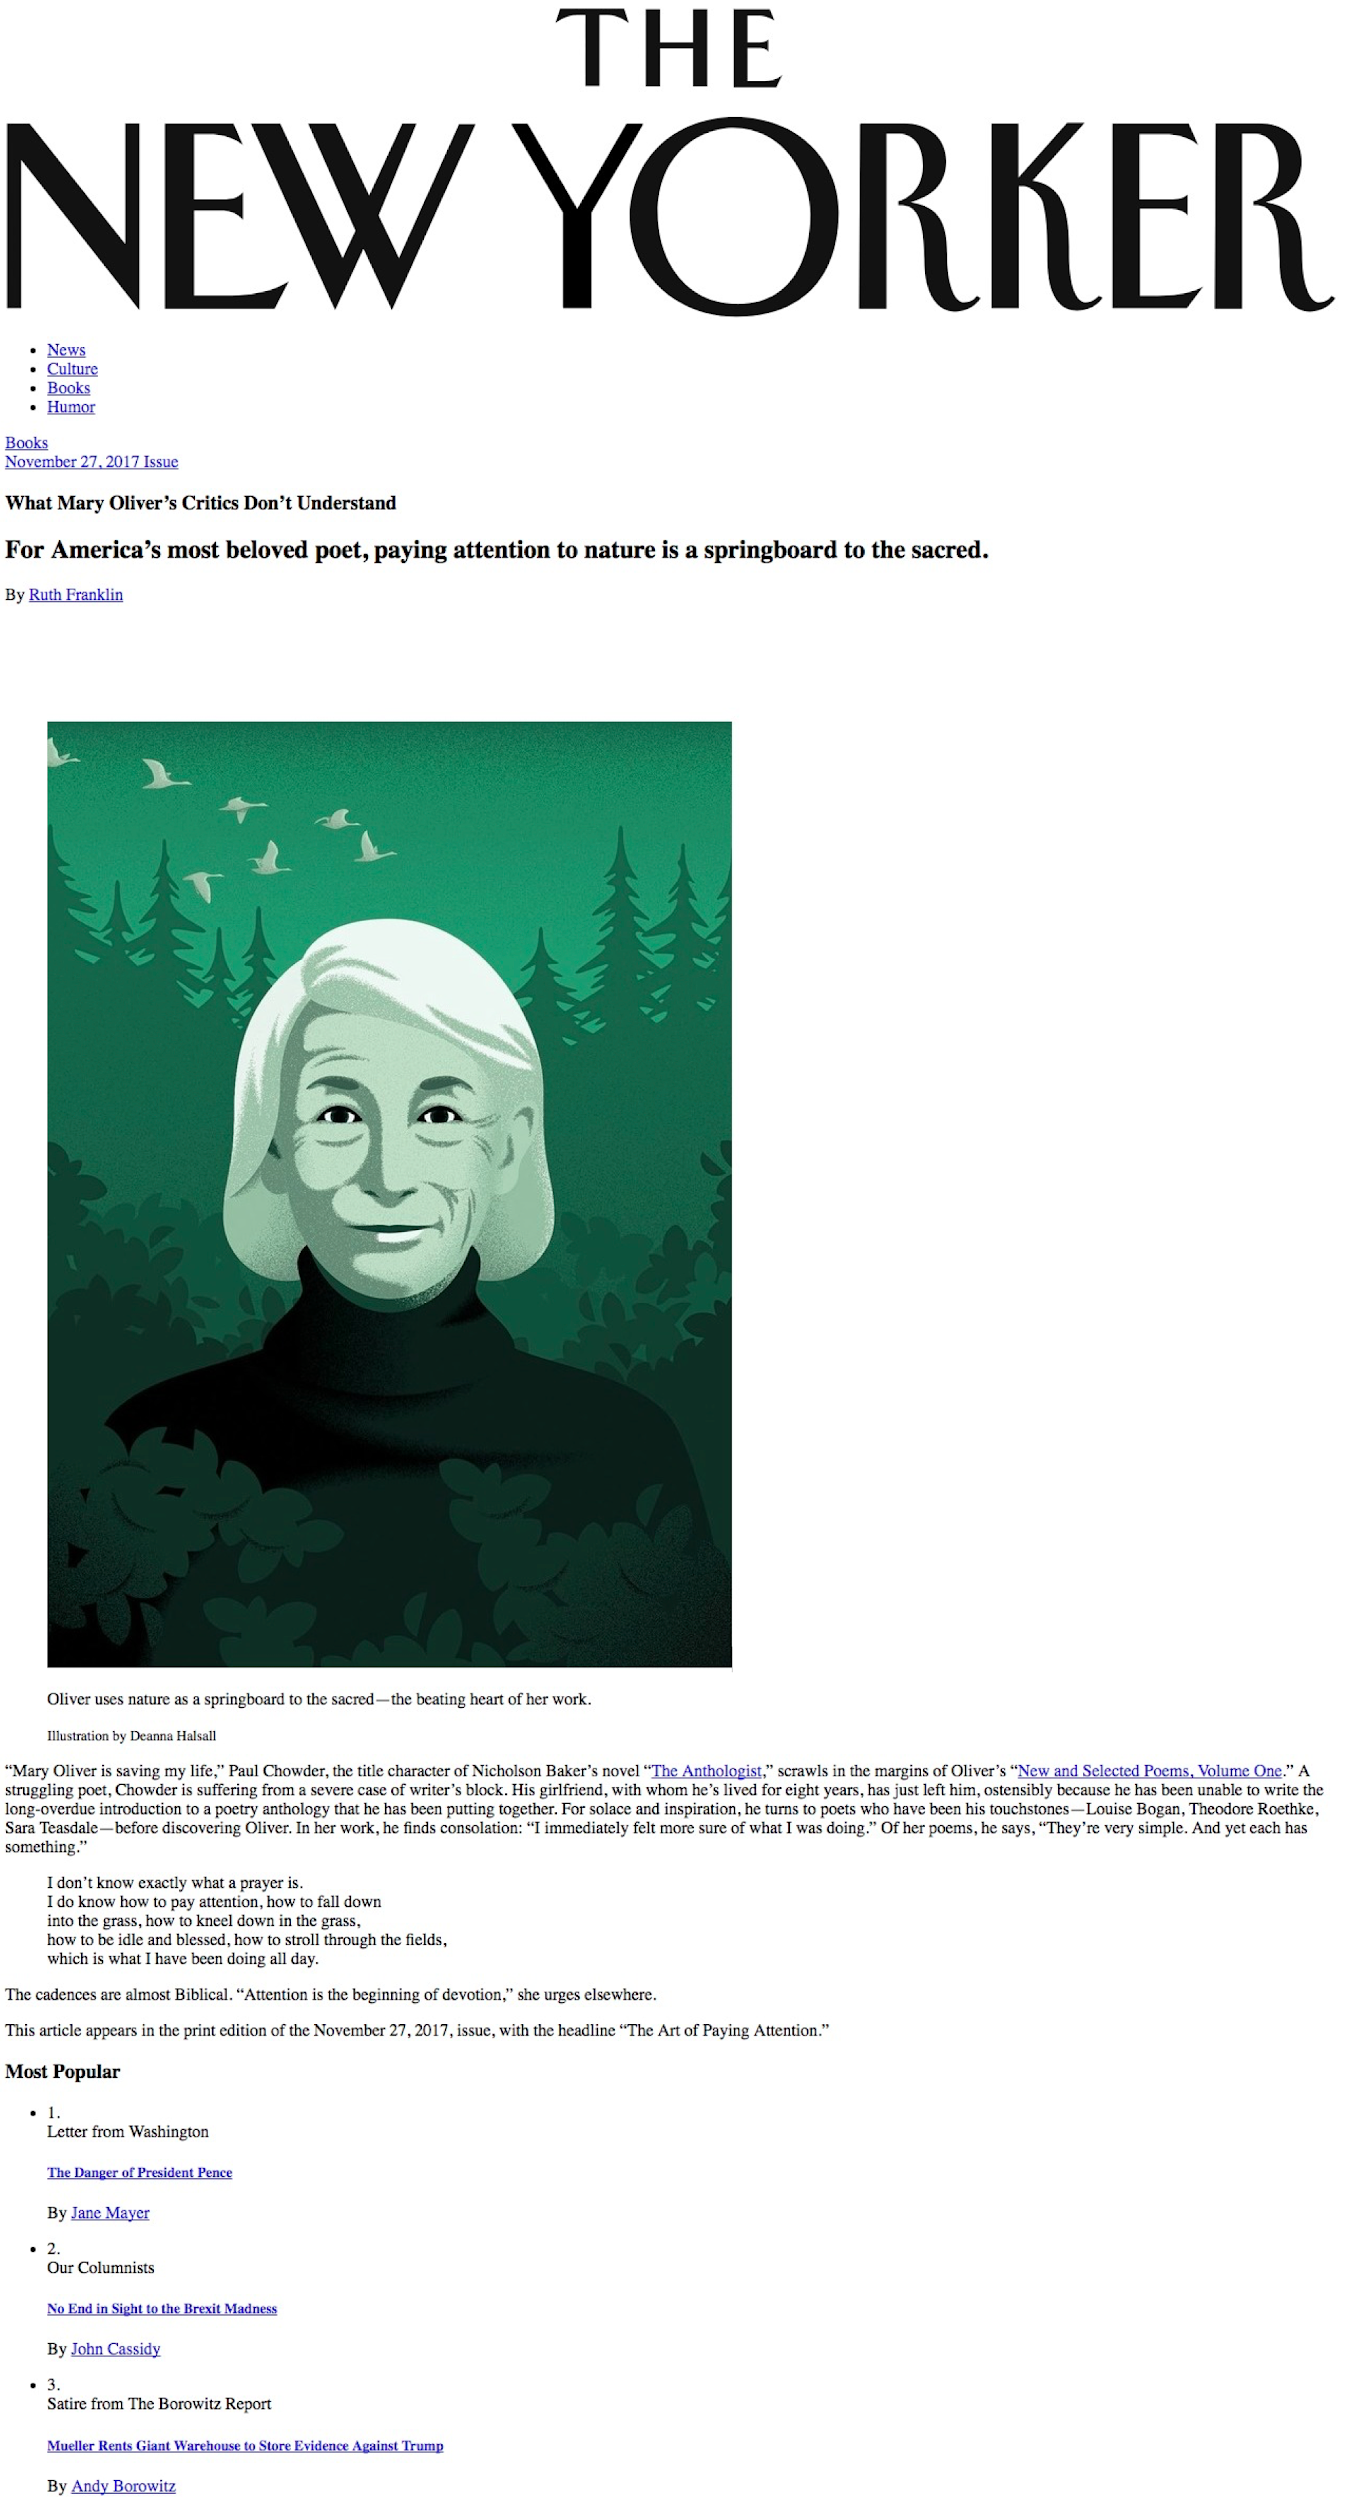 THE
NEW YORKER
• News
• Culture
• Books
• Humor
Books
November 27, 2017 Issue
What Mary Oliver’s Critics Don’t Understand
For America’s most beloved poet, paying attention to nature is a springboard to the sacred.
By Ruth Franklin
Oliver uses nature as a springboard to the sacred—the beating heart of her work.
Illustration by Deanna Halsall
“Mary Oliver is saving my life,” Paul Chowder, the title character of Nicholson Baker’s novel “The Anthologist,” scrawls in the margins of Oliver’s “New and Selected Poems, Volume One.” A
struggling poet, Chowder is suffering from a severe case of writer’s block. His girlfriend, with whom he’s lived for eight years, has just left him, ostensibly because he has been unable to write the
long-overdue introduction to a poetry anthology that he has been putting together. For solace and inspiration, he turns to poets who have been his touchstones—Louise Bogan, Theodore Roethke,
Sara Teasdale—before discovering Oliver. In her work, he finds consolation: “I immediately felt more sure of what I was doing.” Of her poems, he says, “They’re very simple. And yet each has
something.”
I don’t know exactly what a prayer is.
I do know how to pay attention, how to fall down
into the grass, how to kneel down in the grass,
how to be idle and blessed, how to stroll through the fields,
which is what I have been doing all day.
The cadences are almost Biblical. “Attention is the beginning of devotion,” she urges elsewhere.
This article appears in the print edition of the November 27, 2017, issue, with the headline “The Art of Paying Attention.”
Most Popular
• 1.
Letter from Washington
The Danger of President Pence
By Jane Mayer
• 2.
Our Columnists
No End in Sight to the Brexit Madness
By John Cassidy
• 3.
Satire from The Borowitz Report
Mueller Rents Giant Warehouse to Store Evidence Against Trump
By Andy Borowitz